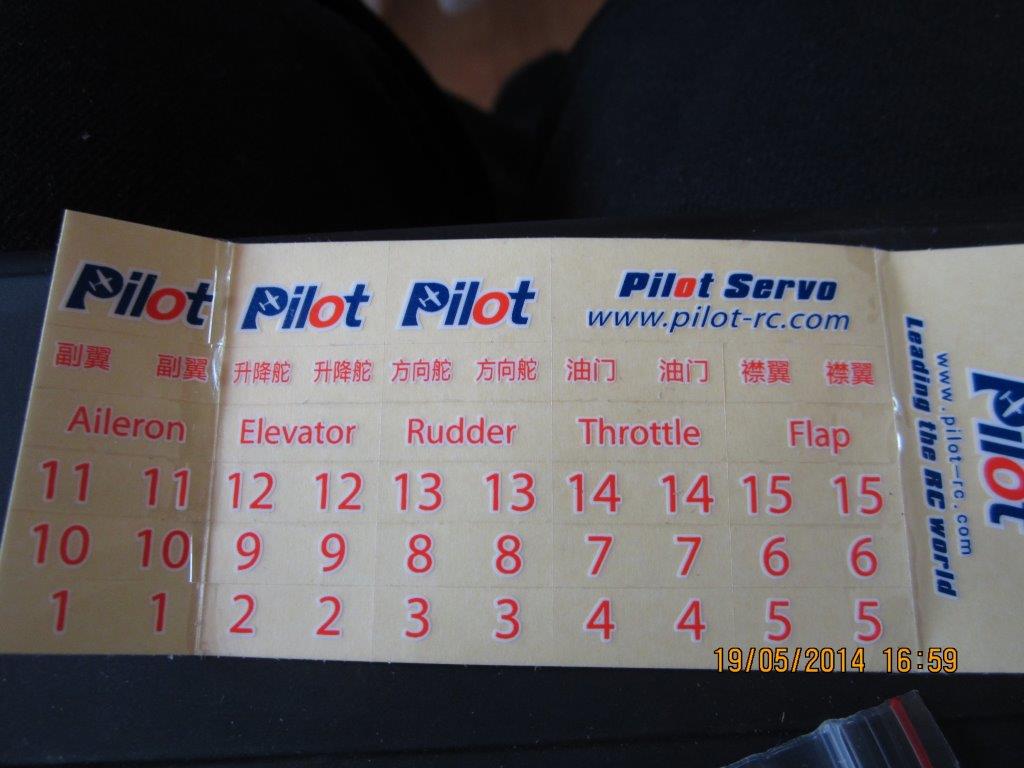 Pilot Pilot Pilot Pilot Servo
www.pilot-rc.com
副翼 副翼 升降舵 升降舵 方向舵 方向舵 油门 油门 襟翼 襟翼
Aileron Elevator Rudder Throttle Flap
11 11 12 12 13 13 14 14 15 15
10 10 9 9 8 8 7 7 6 6
1 1 2 2 3 3 4 4 5 5
Pilot
www.pilot-rc.com
Leading the RC world
19/05/2014 16:59